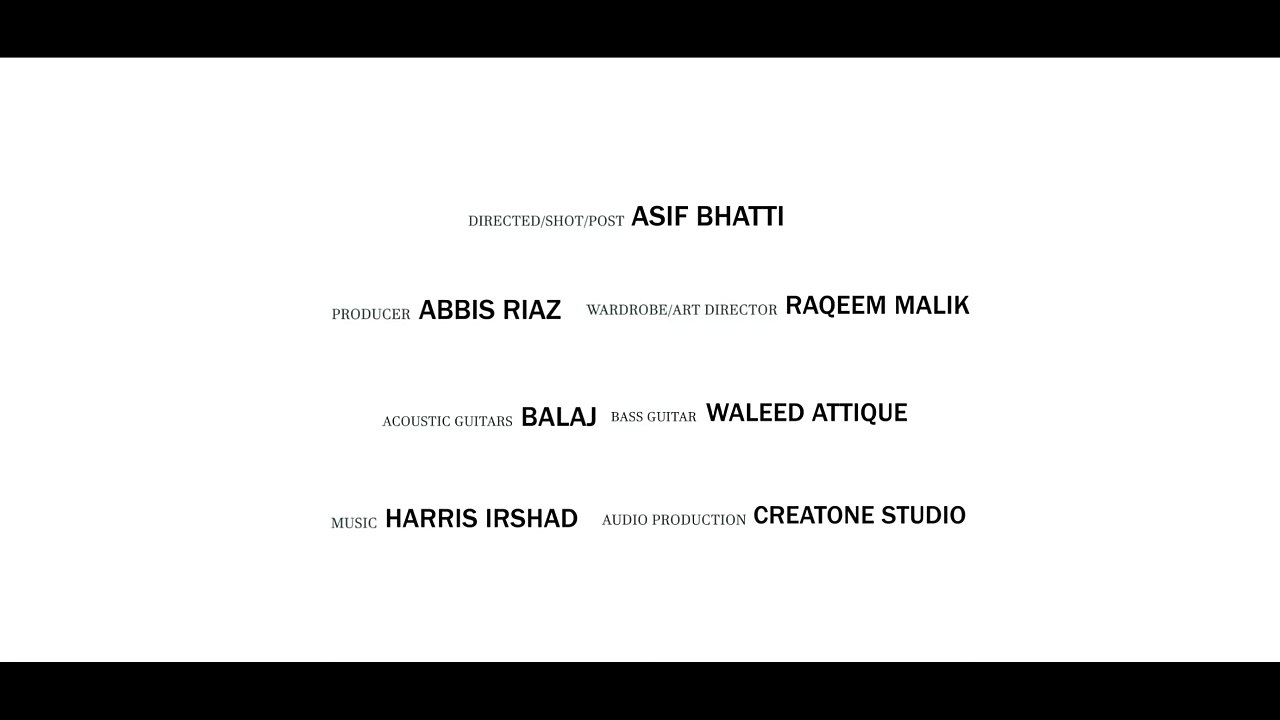 DIRECTED/SHOT/POST ASIF BHATTI
PRODUCER ABBIS RIAZ WARDROBE/ART DIRECTOR RAQEEM MALIK
ACOUSTIC GUITARS BALAJ BASS GUITAR WALEED ATTIQUE
MUSIC HARRIS IRSHAD AUDIO PRODUCTION CREATONE STUDIO